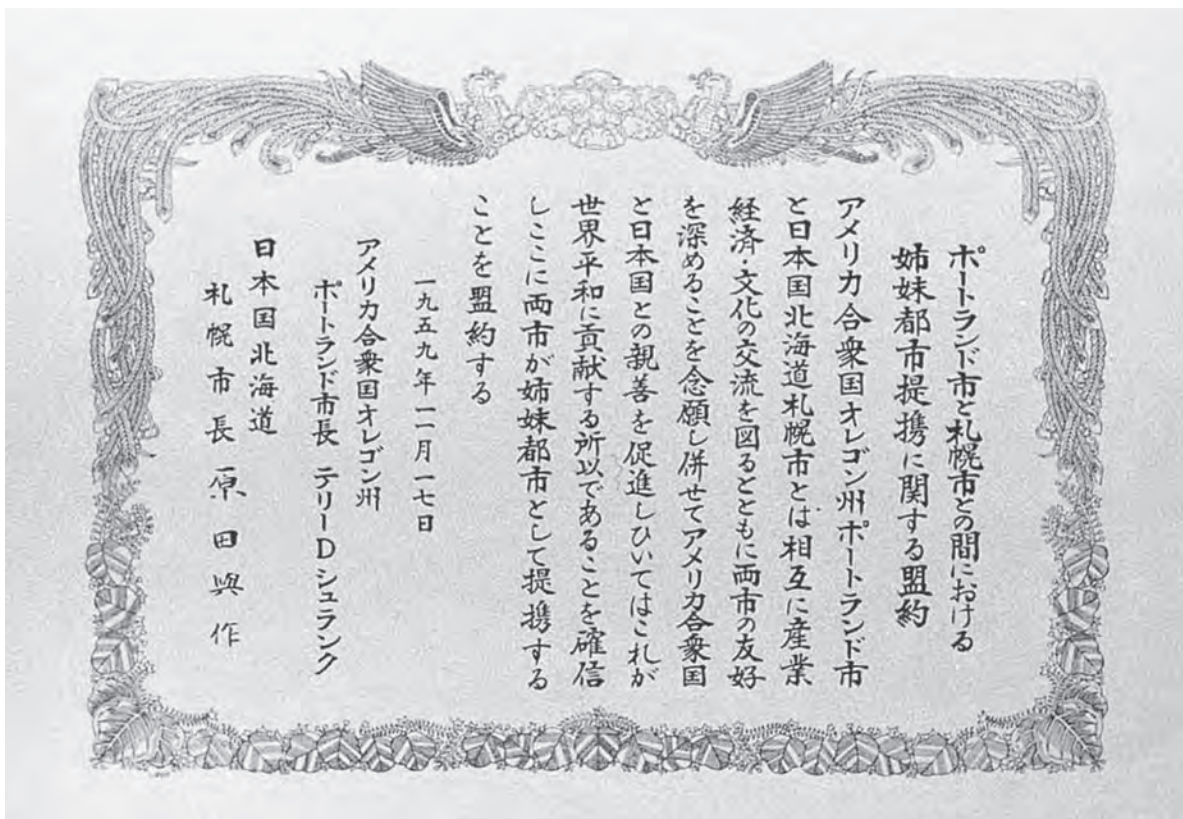 ポートランド市と札幌市との間における
姉妹都市提携に関する盟約
アメリカ合衆国オレゴン州ポートランド市
と日本国北海道札幌市とは相互に産業
経済・文化の交流を図るとともに両市の友好
を深めることを念願し併せてアメリカ合衆国
と日本国との親善を促進しひいてはこれが
世界平和に貢献する所以であることを確信
しここに両市が姉妹都市として提携する
ことを盟約する
一九五九年一一月一七日
アメリカ合衆国オレゴン州
ポートランド市長 テリーDシュランク
日本国北海道
札幌市長 原田與作